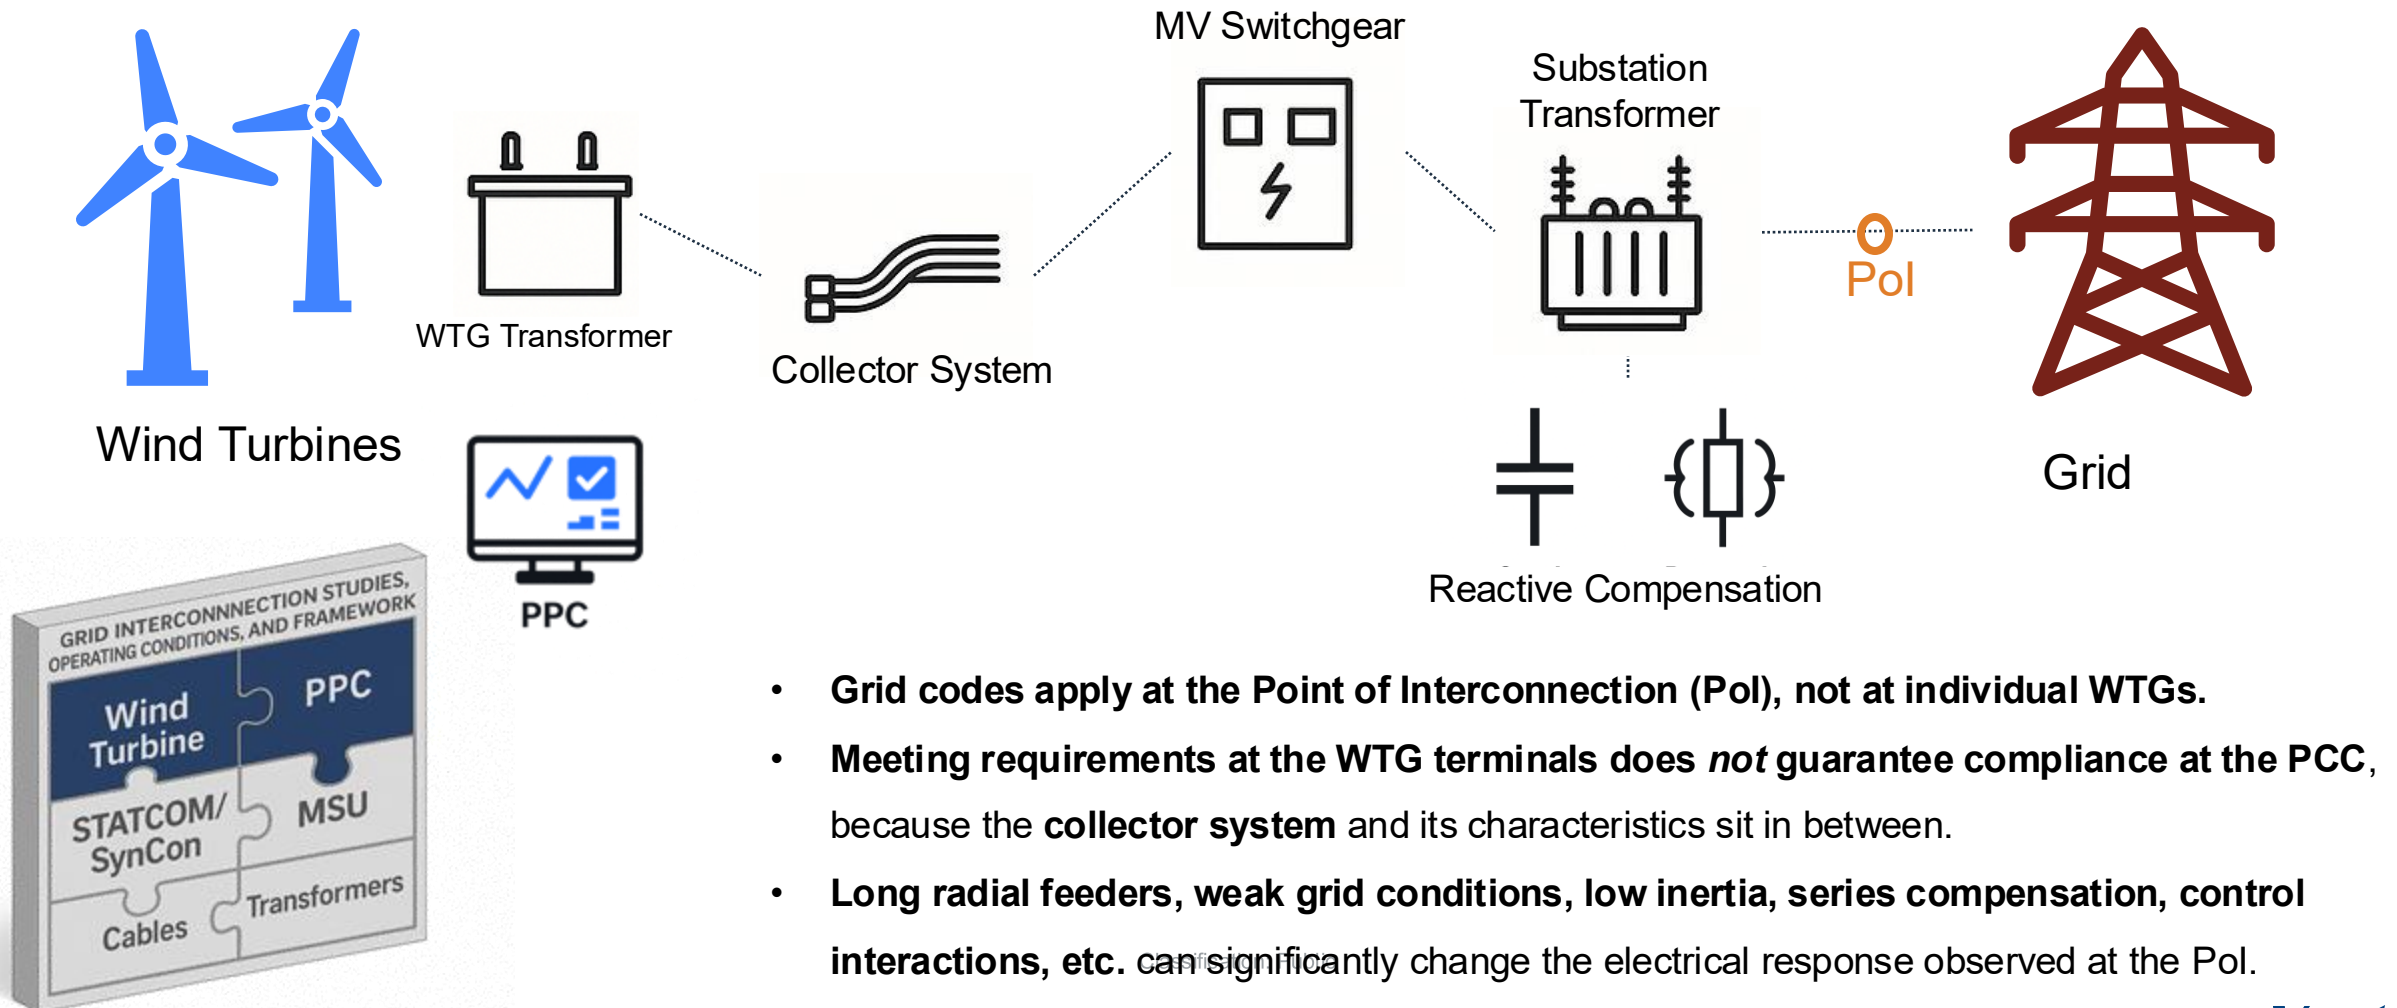 MV Switchgear
Substation
Transformer
WTG Transformer
Collector System
PoI
Wind Turbines
Grid
PPC
Reactive Compensation
GRID INTERCONNNECTION STUDIES,
OPERATING CONDITIONS, AND FRAMEWORK
Wind
Turbine
PPC
STATCOM/
SynCon
MSU
Cables
Transformers
• Grid codes apply at the Point of Interconnection (PoI), not at individual WTGs.
• Meeting requirements at the WTG terminals does not guarantee compliance at the PCC,
because the collector system and its characteristics sit in between.
• Long radial feeders, weak grid conditions, low inertia, series compensation, control
interactions, etc. can significantly change the electrical response observed at the PoI.
Classification: Public